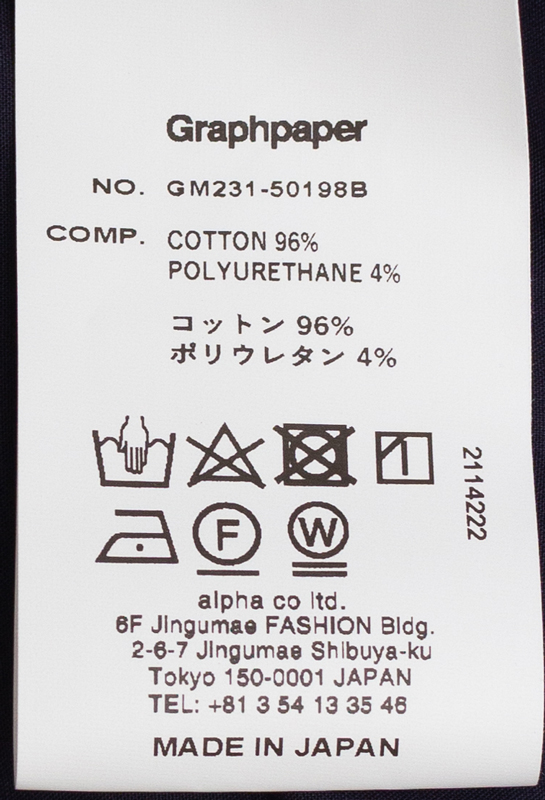 Graphpaper
NO. GM231-50198B
COMP. COTTON 96%
POLYURETHANE 4%
コットン 96%
ポリウレタン 4%
2114222
F W
alpha co ltd.
6F Jingumae FASHION Bldg.
2-6-7 Jingumae Shibuya-ku
Tokyo 150-0001 JAPAN
TEL: +81 3 54 13 35 46
MADE IN JAPAN